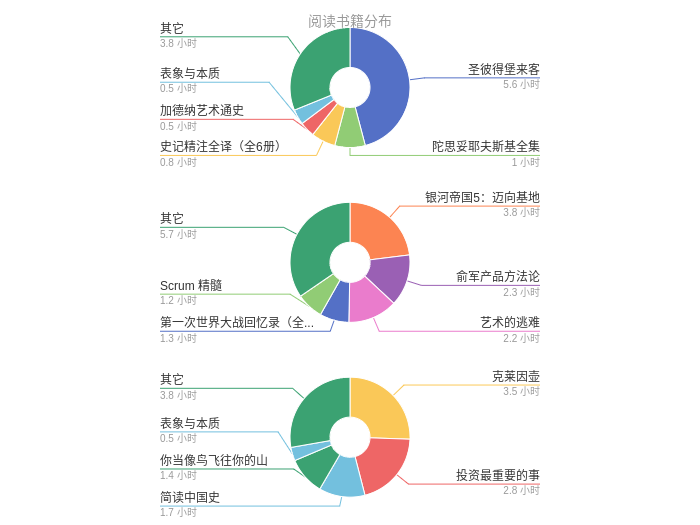 阅读书籍分布
其它
3.8 小时
表象与本质
0.5 小时
加德纳艺术通史
0.5 小时
史记精注全译（全6册）
0.8 小时
圣彼得堡来客
5.6 小时
陀思妥耶夫斯基全集
1 小时
其它
5.7 小时
Scrum 精髓
1.2 小时
第一次世界大战回忆录（全...
1.3 小时
银河帝国5：迈向基地
3.8 小时
俞军产品方法论
2.3 小时
艺术的逃难
2.2 小时
其它
3.8 小时
表象与本质
0.5 小时
你当像鸟飞往你的山
1.4 小时
简读中国史
1.7 小时
克莱因壶
3.5 小时
投资最重要的事
2.8 小时